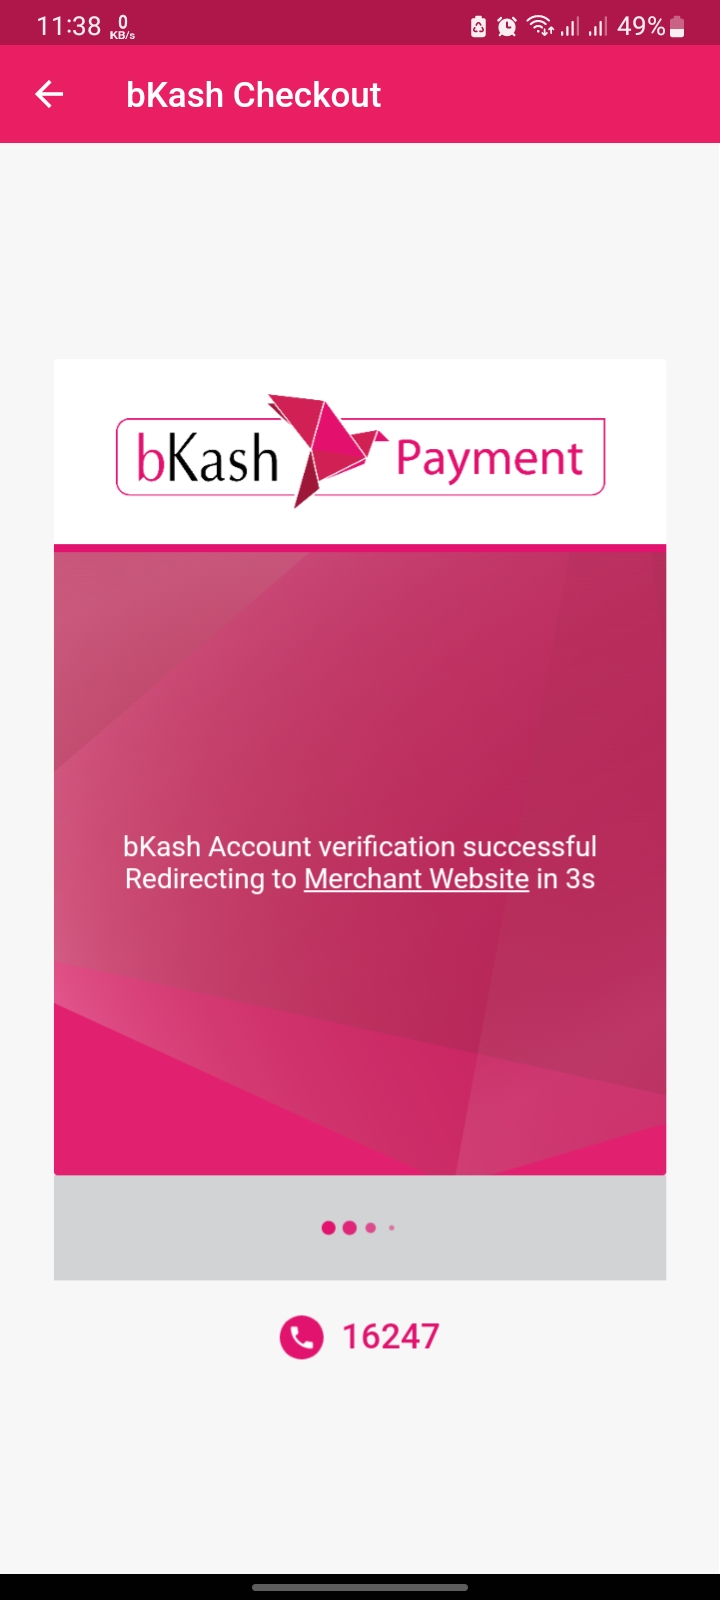 11:38 0 KB/s 49%
bKash Checkout
bKash Payment
bKash Account verification successful
Redirecting to Merchant Website in 3s
16247